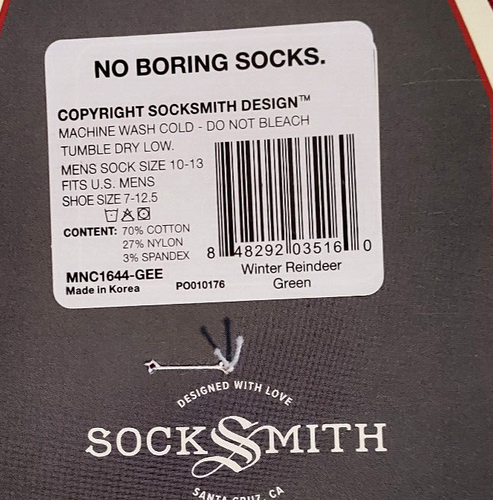 NO BORING SOCKS.
COPYRIGHT SOCKSMITH DESIGN™
MACHINE WASH COLD - DO NOT BLEACH
TUMBLE DRY LOW.
MENS SOCK SIZE 10-13
FITS U.S. MENS
SHOE SIZE 7-12.5
CONTENT: 70% COTTON
27% NYLON
3% SPANDEX
MNC1644-GEE
Made in Korea
PO010176
8 48292 03516 0
Winter Reindeer
Green
DESIGNED WITH LOVE
SOCKSMITH
SANTA CRUZ, CA